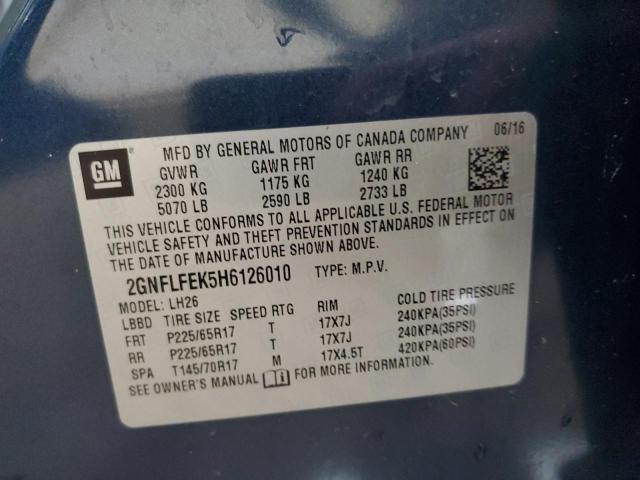 GM
MFD BY GENERAL MOTORS OF CANADA COMPANY 06/16
GVWR GAWR FRT GAWR RR
2300 KG 1175 KG 1240 KG
5070 LB 2590 LB 2733 LB
THIS VEHICLE CONFORMS TO ALL APPLICABLE U.S. FEDERAL MOTOR
VEHICLE SAFETY AND THEFT PREVENTION STANDARDS IN EFFECT ON
THE DATE OF MANUFACTURE SHOWN ABOVE.
2GNFLFEK5H6126010 TYPE: M.P.V.
MODEL: LH26
LBBD TIRE SIZE SPEED RTG RIM COLD TIRE PRESSURE
FRT P225/65R17 T 17X7J 240KPA(35PSI)
RR P225/65R17 T 17X7J 240KPA(35PSI)
SPA T145/70R17 M 17X4.5T 420KPA(60PSI)
SEE OWNER'S MANUAL FOR MORE INFORMATION.